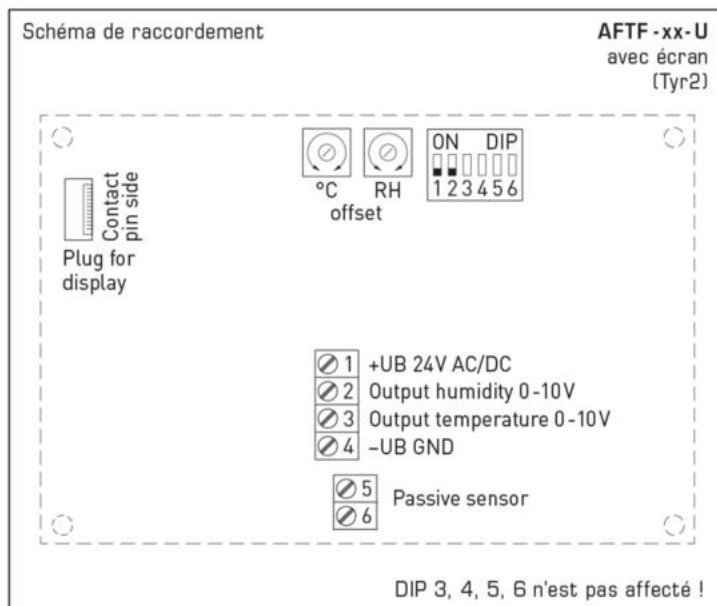 Schéma de raccordement
AFTF-xx-U
avec écran
(Tyr2)
ON DIP
1 2 3 4 5 6
°C RH
offset
Contact
pin side
Plug for
display
1 +UB 24V AC/DC
2 Output humidity 0-10V
3 Output temperature 0-10V
4 –UB GND
5
Passive sensor
6
DIP 3, 4, 5, 6 n'est pas affecté !